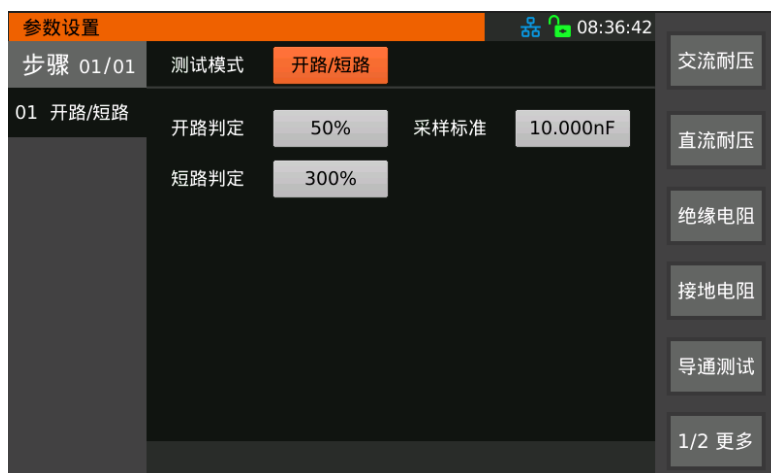 参数设置
08:36:42
步骤 01/01
测试模式
开路/短路
01 开路/短路
开路判定
50%
采样标准
10.000nF
短路判定
300%
交流耐压
直流耐压
绝缘电阻
接地电阻
导通测试
1/2 更多